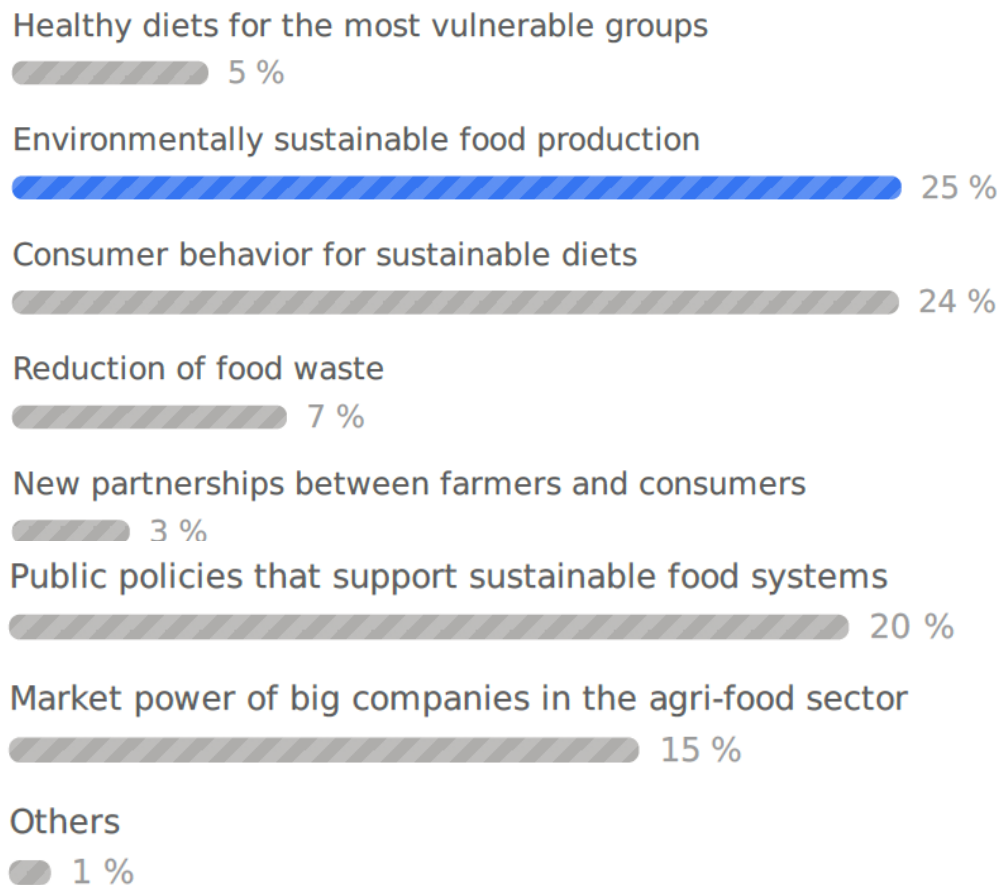 Healthy diets for the most vulnerable groups
5 %
Environmentally sustainable food production
25 %
Consumer behavior for sustainable diets
24 %
Reduction of food waste
7 %
New partnerships between farmers and consumers
3 %
Public policies that support sustainable food systems
20 %
Market power of big companies in the agri-food sector
15 %
Others
1 %